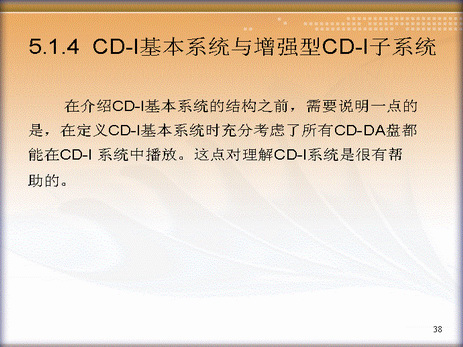 5.1.4 CD-I基本系统与增强型CD-I子系统
在介绍CD-I基本系统的结构之前，需要说明一点的
是，在定义CD-I基本系统时充分考虑了所有CD-DA盘都
能在CD-I 系统中播放。这点对理解CD-I系统是很有帮
助的。
38